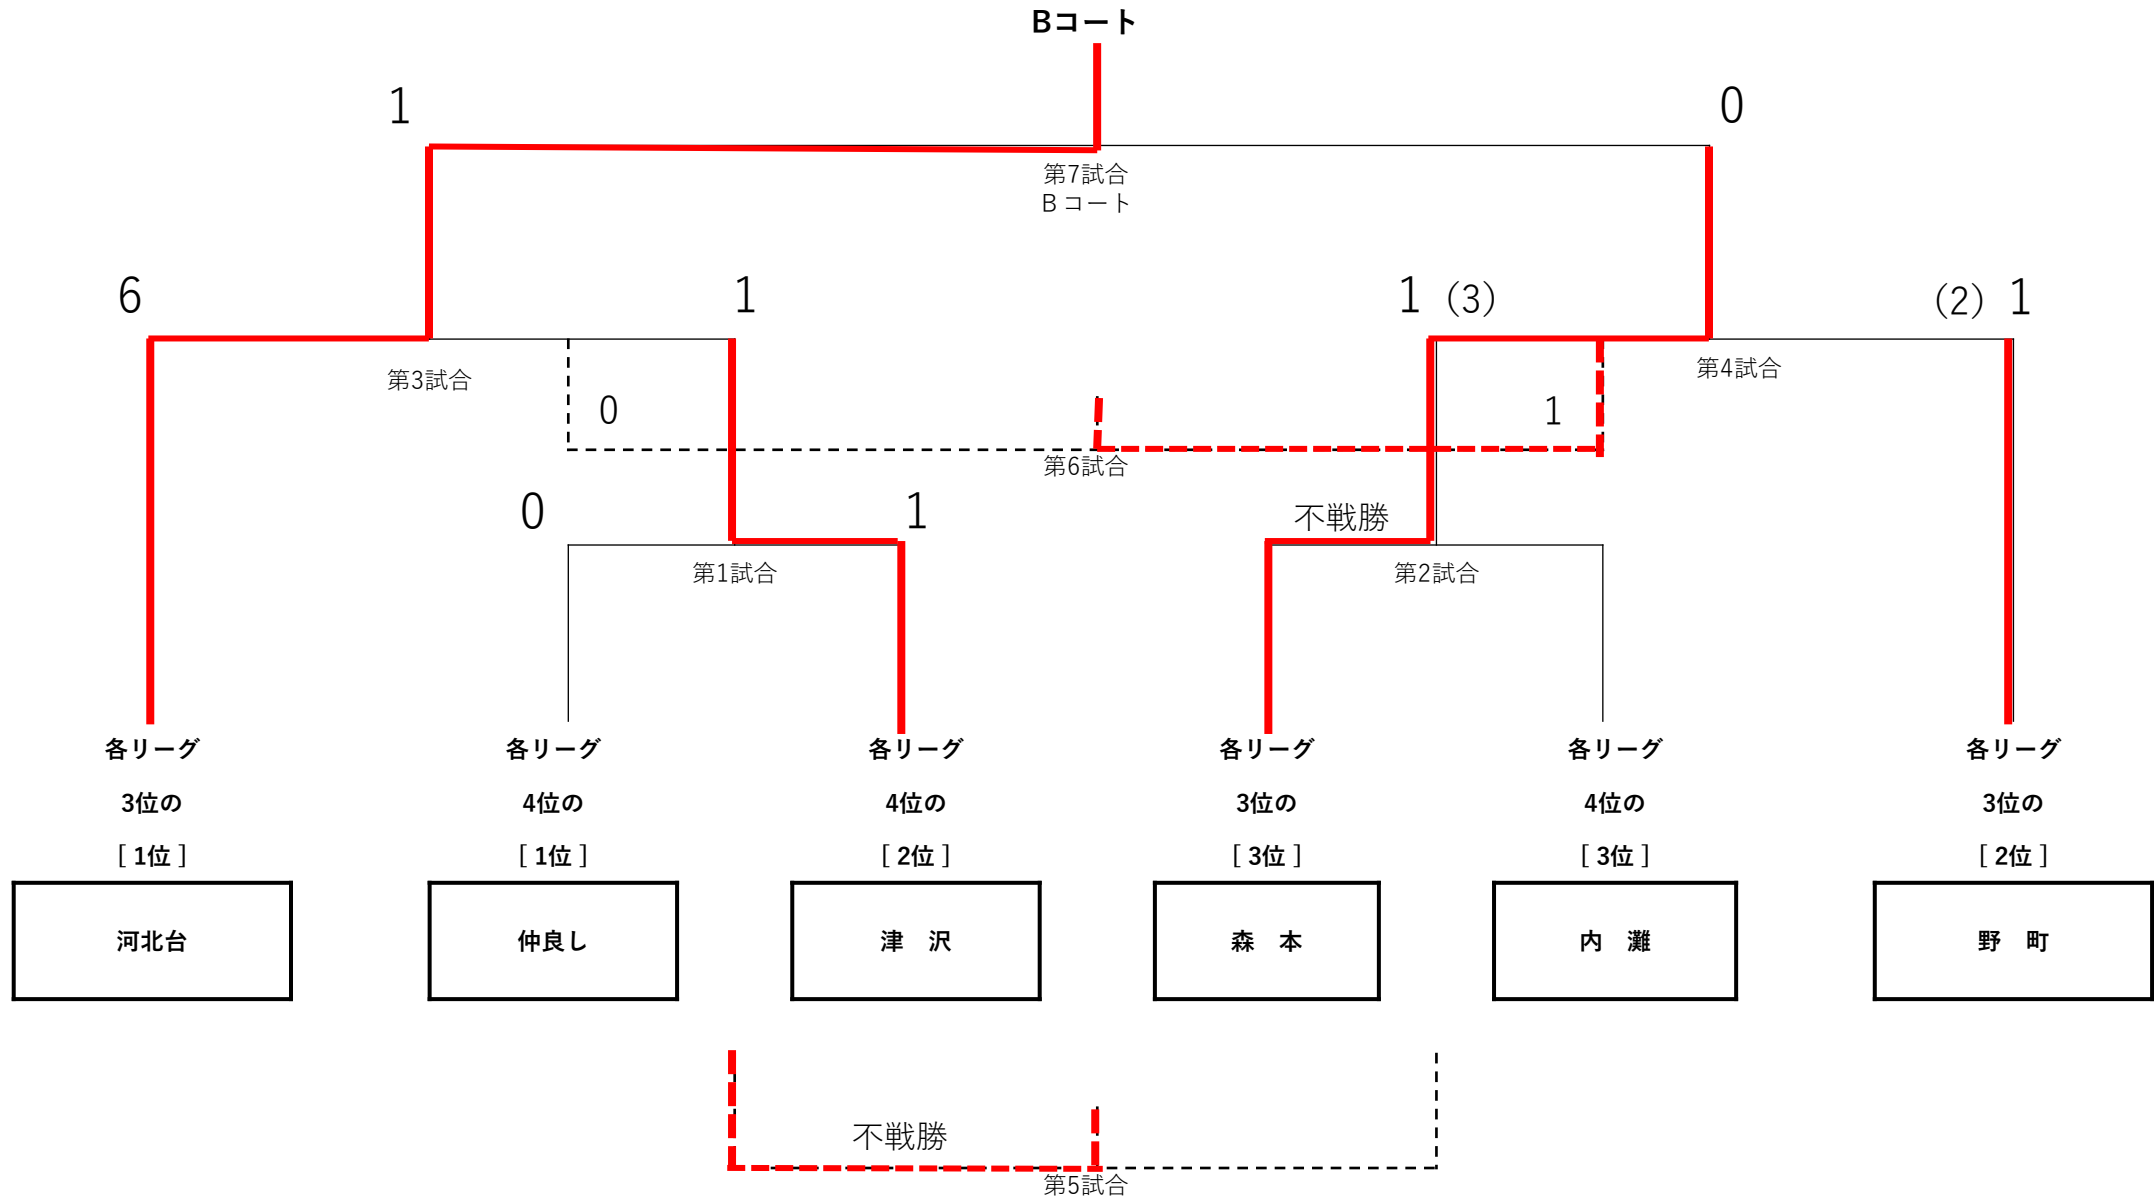 Bコート
1
0
第7試合
Bコート
6
1
1 (3)
(2) 1
第3試合
第4試合
0
1
第6試合
0
1
不戦勝
第1試合
第2試合
各リーグ 各リーグ 各リーグ 各リーグ 各リーグ 各リーグ
3位の 4位の 4位の 3位の 4位の 3位の
[ 1位 ] [ 1位 ] [ 2位 ] [ 3位 ] [ 3位 ] [ 2位 ]
河北台 仲良し 津　沢 森　本 内　灘 野　町
不戦勝
第5試合